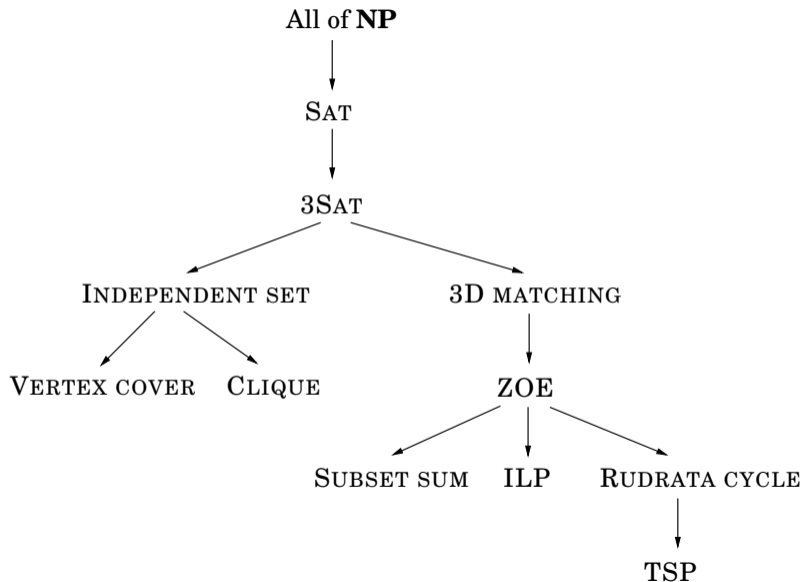 All of NP
SAT
3SAT
INDEPENDENT SET 3D MATCHING
VERTEX COVER CLIQUE ZOE
SUBSET SUM ILP RUDRATA CYCLE
TSP